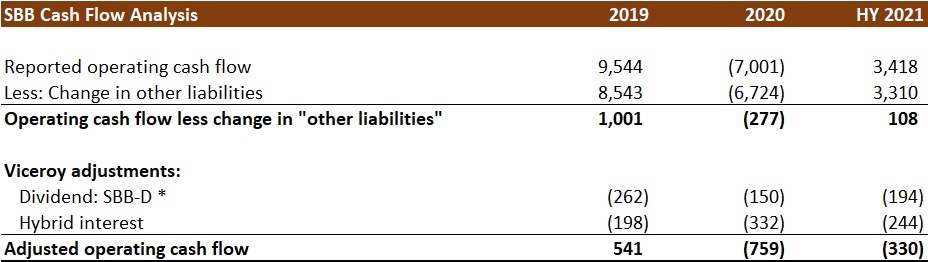 SBB Cash Flow Analysis 2019 2020 HY 2021
Reported operating cash flow 9,544 (7,001) 3,418
Less: Change in other liabilities 8,543 (6,724) 3,310
Operating cash flow less change in "other liabilities" 1,001 (277) 108
Viceroy adjustments:
Dividend: SBB-D * (262) (150) (194)
Hybrid interest (198) (332) (244)
Adjusted operating cash flow 541 (759) (330)